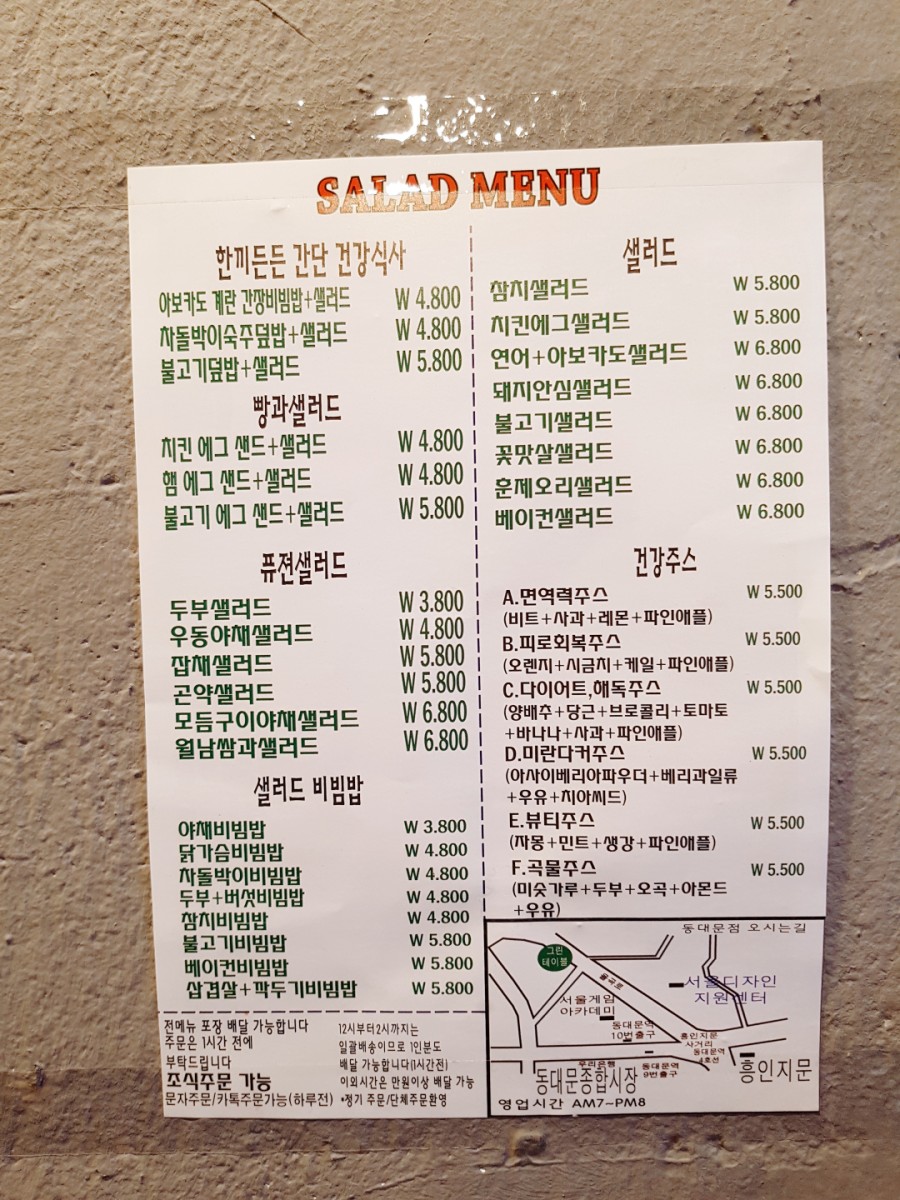 SALAD MENU
한끼든든 간단 건강식사
아보카도 계란 간장비빔밥+샐러드 W 4.800
차돌박이숙주덮밥+샐러드 W 4.800
불고기덮밥+샐러드 W 5.800
빵과샐러드
치킨 에그 샌드+샐러드 W 4.800
햄 에그 샌드+샐러드 W 4.800
불고기 에그 샌드+샐러드 W 5.800
퓨젼샐러드
두부샐러드 W 3.800
우동야채샐러드 W 4.800
잡채샐러드 W 5.800
곤약샐러드 W 5.800
모듬구이야채샐러드 W 6.800
월남쌈과샐러드 W 6.800
샐러드 비빔밥
야채비빔밥 W 3.800
닭가슴비빔밥 W 4.800
차돌박이비빔밥 W 4.800
두부+버섯비빔밥 W 4.800
참치비빔밥 W 4.800
불고기비빔밥 W 5.800
베이컨비빔밥 W 5.800
삼겹살+깍두기비빔밥 W 5.800
전메뉴 포장 배달 가능합니다
주문은 1시간 전에
부탁드립니다
조식주문 가능
문자주문/카톡주문가능(하루전)
12시부터2시까지는
일괄배송이므로 1인분도
배달 가능합니다(1시간전)
이외시간은 만원이상 배달 가능
*정기 주문/단체주문환영
샐러드
참치샐러드 W 5.800
치킨에그샐러드 W 5.800
연어+아보카도샐러드 W 6.800
돼지안심샐러드 W 6.800
불고기샐러드 W 6.800
꽃맛살샐러드 W 6.800
훈제오리샐러드 W 6.800
베이컨샐러드 W 6.800
건강주스
A.면역력주스 W 5.500
(비트+사과+레몬+파인애플)
B.피로회복주스 W 5.500
(오렌지+시금치+케일+파인애플)
C.다이어트,해독주스 W 5.500
(양배추+당근+브로콜리+토마토
+바나나+사과+파인애플)
D.미란다커주스 W 5.500
(아사이베리아파우더+베리과일류
+우유+치아씨드)
E.뷰티주스 W 5.500
(자몽+민트+생강+파인애플)
F.곡물주스 W 5.500
(미숫가루+두부+오곡+아몬드
+우유)
동대문점 오시는길
그린
테이블
율곡로
서울디자인
지원센터
서울게임
아카데미
동대문역
10번출구
흥인지문
사거리
동대문역
4호선
우리은행
동대문역
9번출구
동대문종합시장
흥인지문
영업시간 AM7~PM8